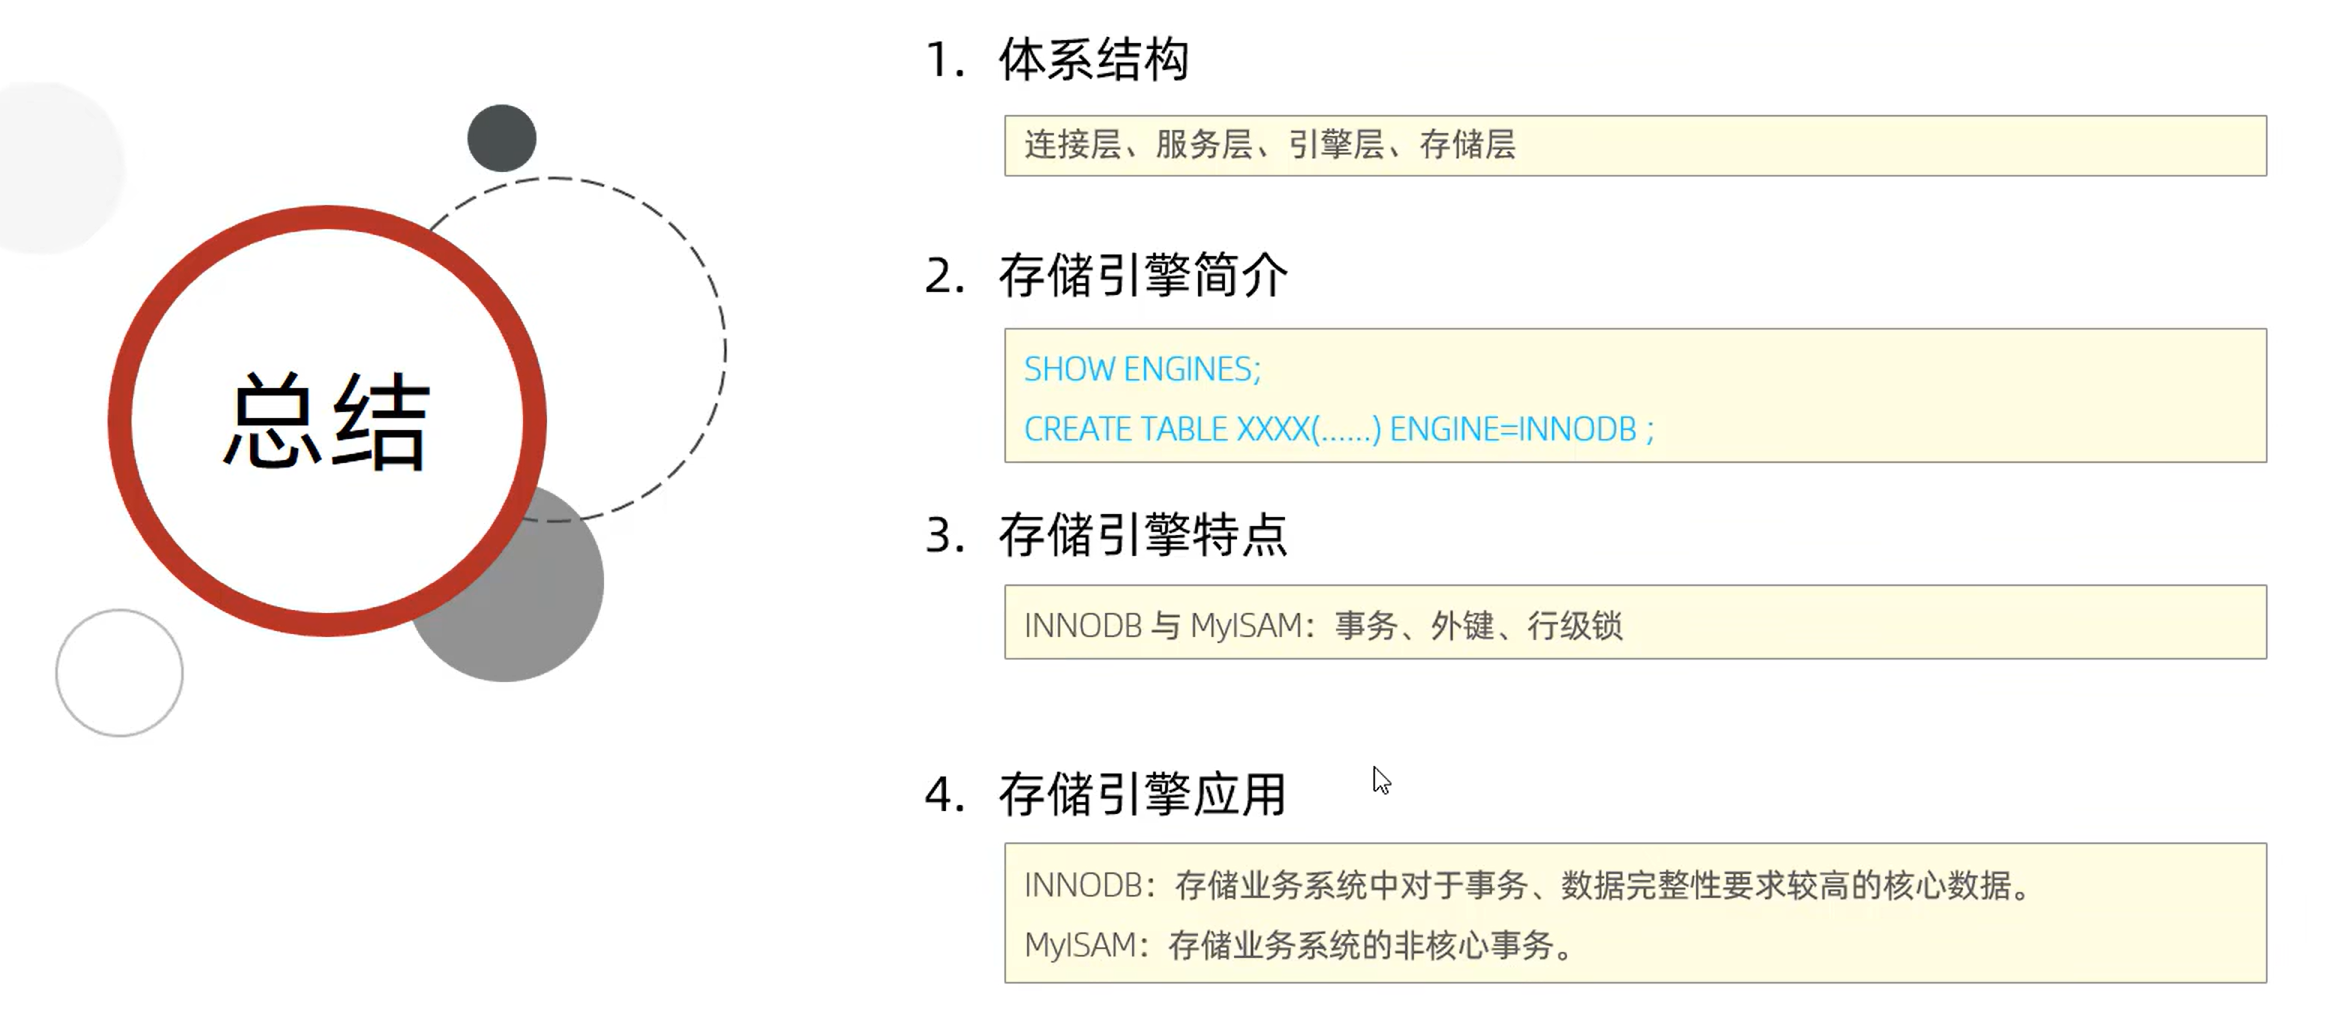 总结
1. 体系结构
连接层、服务层、引擎层、存储层
2. 存储引擎简介
SHOW ENGINES;
CREATE TABLE XXXX(......) ENGINE=INNODB ;
3. 存储引擎特点
INNODB 与 MyISAM：事务、外键、行级锁
4. 存储引擎应用
INNODB：存储业务系统中对于事务、数据完整性要求较高的核心数据。
MyISAM：存储业务系统的非核心事务。